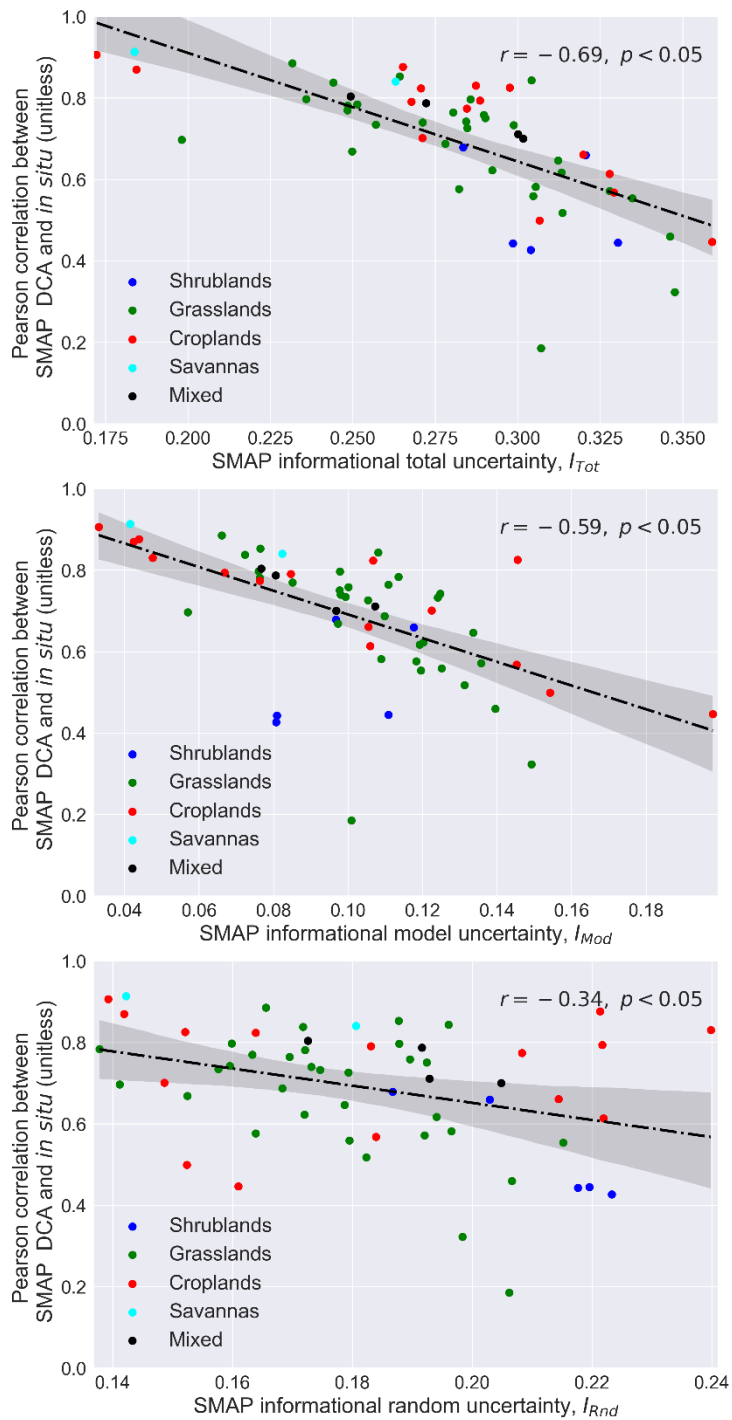 1.0
0.8
0.6
0.4
0.2
0.0
Pearson correlation between
SMAP DCA and in situ (unitless)
r = −0.69, p < 0.05
Shrublands
Grasslands
Croplands
Savannas
Mixed
0.175 0.200 0.225 0.250 0.275 0.300 0.325 0.350
SMAP informational total uncertainty, I_Tot
1.0
0.8
0.6
0.4
0.2
0.0
Pearson correlation between
SMAP DCA and in situ (unitless)
r = −0.59, p < 0.05
Shrublands
Grasslands
Croplands
Savannas
Mixed
0.04 0.06 0.08 0.10 0.12 0.14 0.16 0.18
SMAP informational model uncertainty, I_Mod
1.0
0.8
0.6
0.4
0.2
0.0
Pearson correlation between
SMAP DCA and in situ (unitless)
r = −0.34, p < 0.05
Shrublands
Grasslands
Croplands
Savannas
Mixed
0.14 0.16 0.18 0.20 0.22 0.24
SMAP informational random uncertainty, I_Rnd